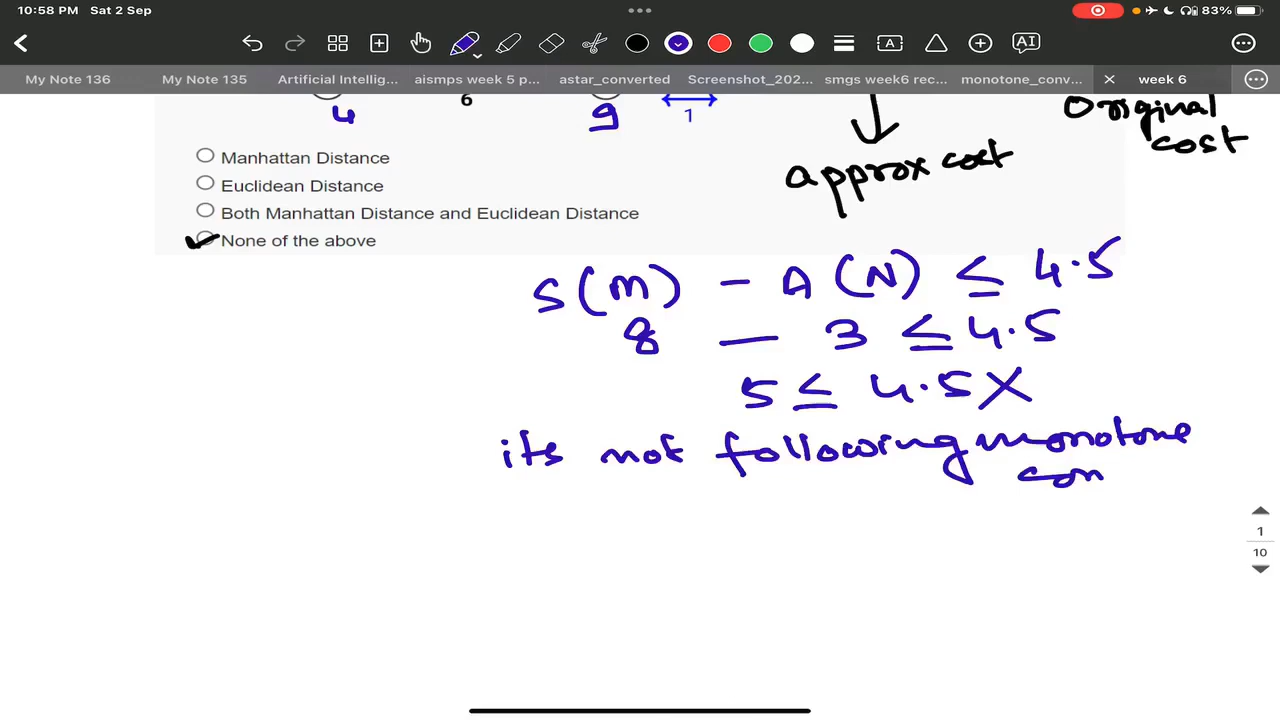 10:58 PM Sat 2 Sep
83%
A
AI
My Note 136 My Note 135 Artificial Intellig... aismps week 5 p... astar_converted Screenshot_202... smgs week6 rec... monotone_conv... week 6
6
4 9 1
original
cost
approx cost
Manhattan Distance
Euclidean Distance
Both Manhattan Distance and Euclidean Distance
None of the above
S(m) - A(N) ≤ 4.5
8 — 3 ≤ 4.5
5 ≤ 4.5 X
its not following monotone
con
1
10